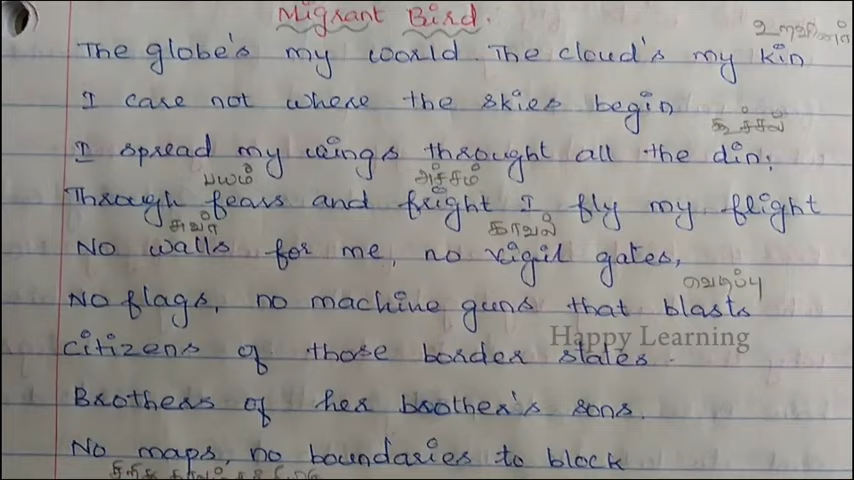 Migrant Bird.
உறவினர்
The globe's my world. The cloud's my kin
I care not where the skies begin
கூச்சல்
I spread my wings throught all the din;
பயம் அச்சம்
Through fears and fright I fly my flight
சுவர் காவல்
No walls for me, no vigil gates,
வெடிப்பு
No flags, no machine guns that blasts
Happy Learning
citizens of those border states.
Brothers of her brother's sons.
No maps, no boundaries to block